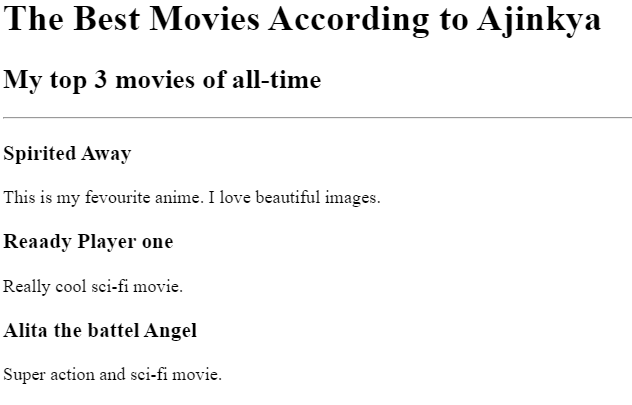 The Best Movies According to Ajinkya
My top 3 movies of all-time
Spirited Away
This is my fevourite anime. I love beautiful images.
Reaady Player one
Really cool sci-fi movie.
Alita the battel Angel
Super action and sci-fi movie.